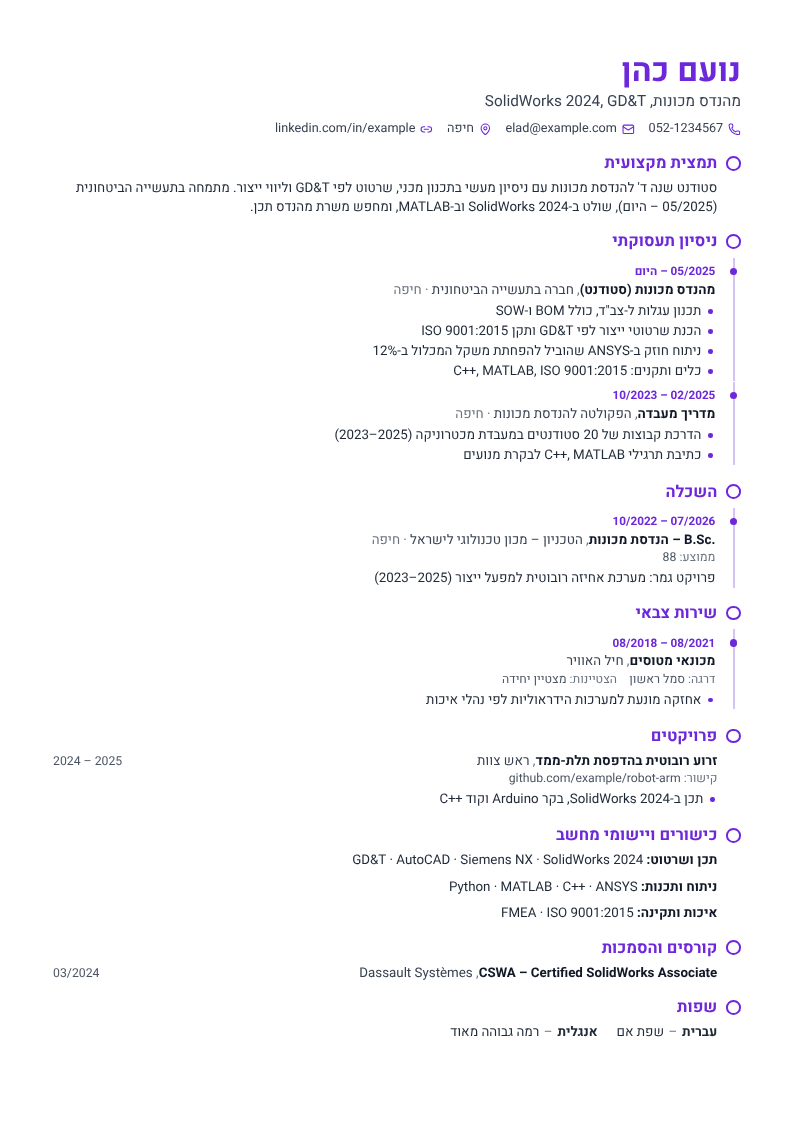 נועם כהן
מהנדס מכונות, SolidWorks 2024, GD&T
052-1234567 elad@example.com חיפה linkedin.com/in/example
תמצית מקצועית
סטודנט שנה ד' להנדסת מכונות עם ניסיון מעשי בתכנון מכני, שרטוט לפי GD&T וליווי ייצור. מתמחה בתעשייה הביטחונית
(05/2025 – היום), שולט ב-SolidWorks 2024 וב-MATLAB, ומחפש משרת מהנדס תכן.
ניסיון תעסוקתי
05/2025 – היום
מהנדס מכונות (סטודנט), חברה בתעשייה הביטחונית · חיפה
תכנון עגלות ל-צב"ד, כולל BOM ו-SOW
הכנת שרטוטי ייצור לפי GD&T ותקן ISO 9001:2015
ניתוח חוזק ב-ANSYS שהוביל להפחתת משקל המכלול ב-12%
כלים ותקנים: C++, MATLAB, ISO 9001:2015
10/2023 – 02/2025
מדריך מעבדה, הפקולטה להנדסת מכונות · חיפה
הדרכת קבוצות של 20 סטודנטים במעבדת מכטרוניקה (2023–2025)
כתיבת תרגילי C++, MATLAB לבקרת מנועים
השכלה
10/2022 – 07/2026
B.Sc. – הנדסת מכונות, הטכניון – מכון טכנולוגי לישראל · חיפה
ממוצע: 88
פרויקט גמר: מערכת אחיזה רובוטית למפעל ייצור (2023–2025)
שירות צבאי
08/2018 – 08/2021
מכונאי מטוסים, חיל האוויר
דרגה: סמל ראשון הצטיינות: מצטיין יחידה
אחזקה מונעת למערכות הידראוליות לפי נהלי איכות
פרויקטים
זרוע רובוטית בהדפסת תלת-ממד, ראש צוות 2024 – 2025
קישור: github.com/example/robot-arm
תכן ב-SolidWorks 2024, בקר Arduino וקוד C++
כישורים ויישומי מחשב
תכן ושרטוט: GD&T · AutoCAD · Siemens NX · SolidWorks 2024
ניתוח ותכנות: Python · MATLAB · C++ · ANSYS
איכות ותקינה: FMEA · ISO 9001:2015
קורסים והסמכות
CSWA – Certified SolidWorks Associate, Dassault Systèmes 03/2024
שפות
עברית – שפת אם אנגלית – רמה גבוהה מאוד